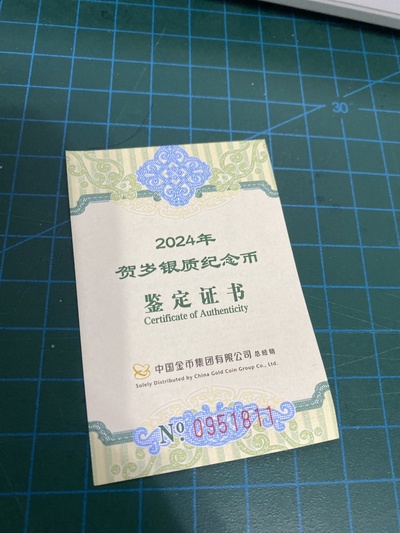 30°
2024年
贺岁银质纪念币
鉴定证书
Certificate of Authenticity
中国金币集团有限公司 总经销
Solely Distributed by China Gold Coin Group Co., Ltd.
No. 0951811